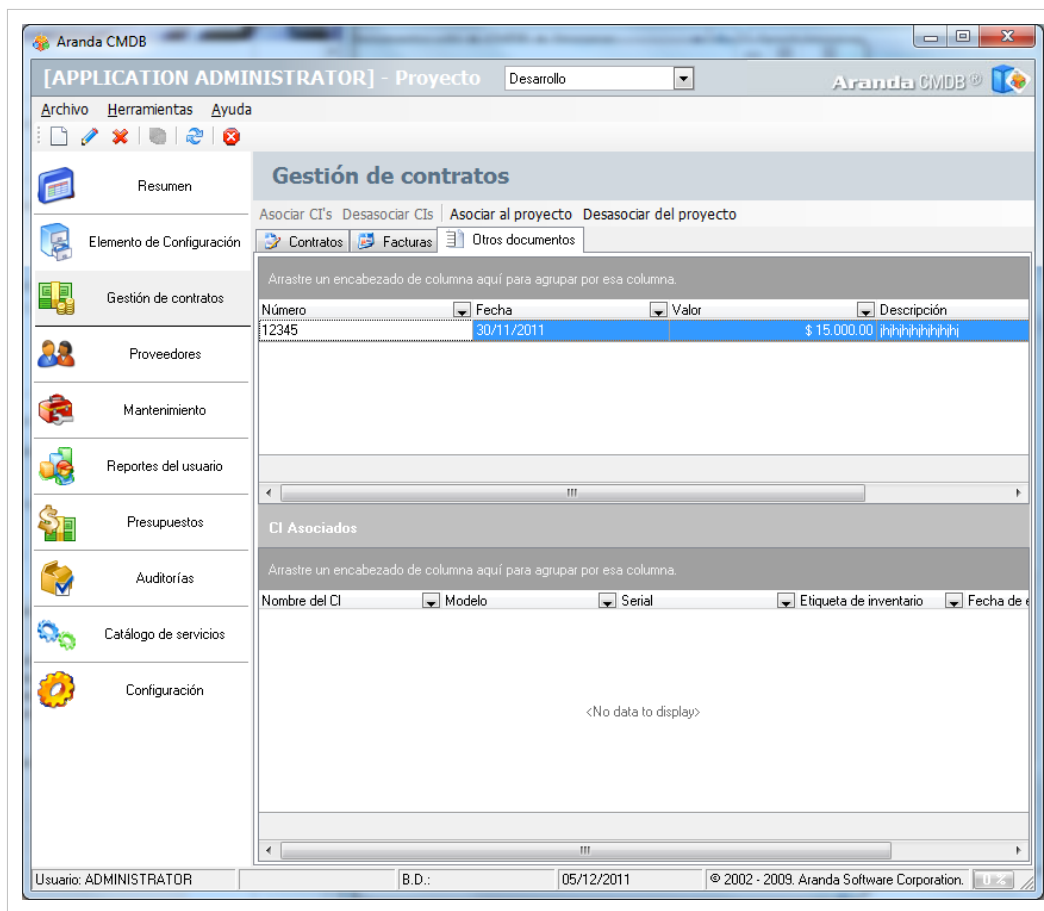 Aranda CMDB
[APPLICATION ADMINISTRATOR] - Proyecto Desarrollo Aranda CMDB ®
Archivo Herramientas Ayuda
Resumen
Elemento de Configuración
Gestión de contratos
Proveedores
Mantenimiento
Reportes del usuario
Presupuestos
Auditorías
Catálogo de servicios
Configuración
Gestión de contratos
Asociar CI's Desasociar CIs Asociar al proyecto Desasociar del proyecto
Contratos Facturas Otros documentos
Arrastre un encabezado de columna aquí para agrupar por esa columna.
Número Fecha Valor Descripción
12345 30/11/2011 $ 15.000.00 jhjhjhjhjhjhjhjhj
CI Asociados
Arrastre un encabezado de columna aquí para agrupar por esa columna.
Nombre del CI Modelo Serial Etiqueta de inventario Fecha de e
<No data to display>
Usuario: ADMINISTRATOR B.D.: 05/12/2011 © 2002 - 2009. Aranda Software Corporation. 0 %